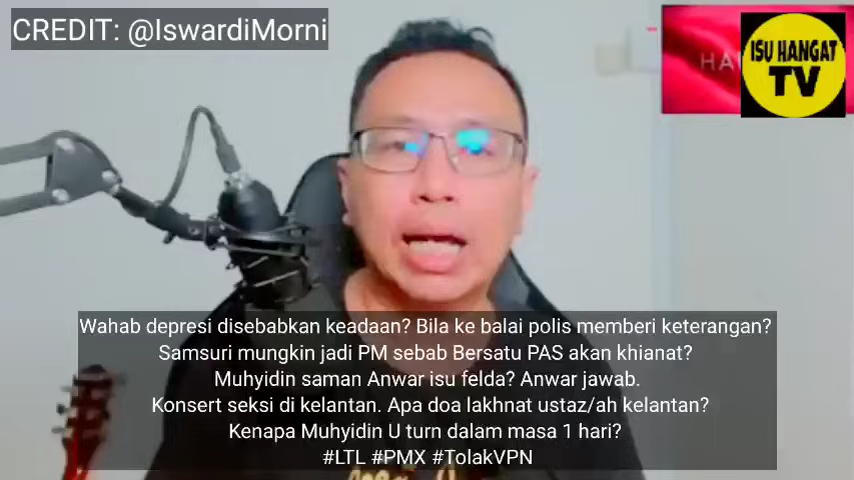 CREDIT: @IswardiMorni
ISU HANGAT
TV
Wahab depresi disebabkan keadaan? Bila ke balai polis memberi keterangan?
Samsuri mungkin jadi PM sebab Bersatu PAS akan khianat?
Muhyidin saman Anwar isu felda? Anwar jawab.
Konsert seksi di kelantan. Apa doa lakhnat ustaz/ah kelantan?
Kenapa Muhyidin U turn dalam masa 1 hari?
#LTL #PMX #TolakVPN